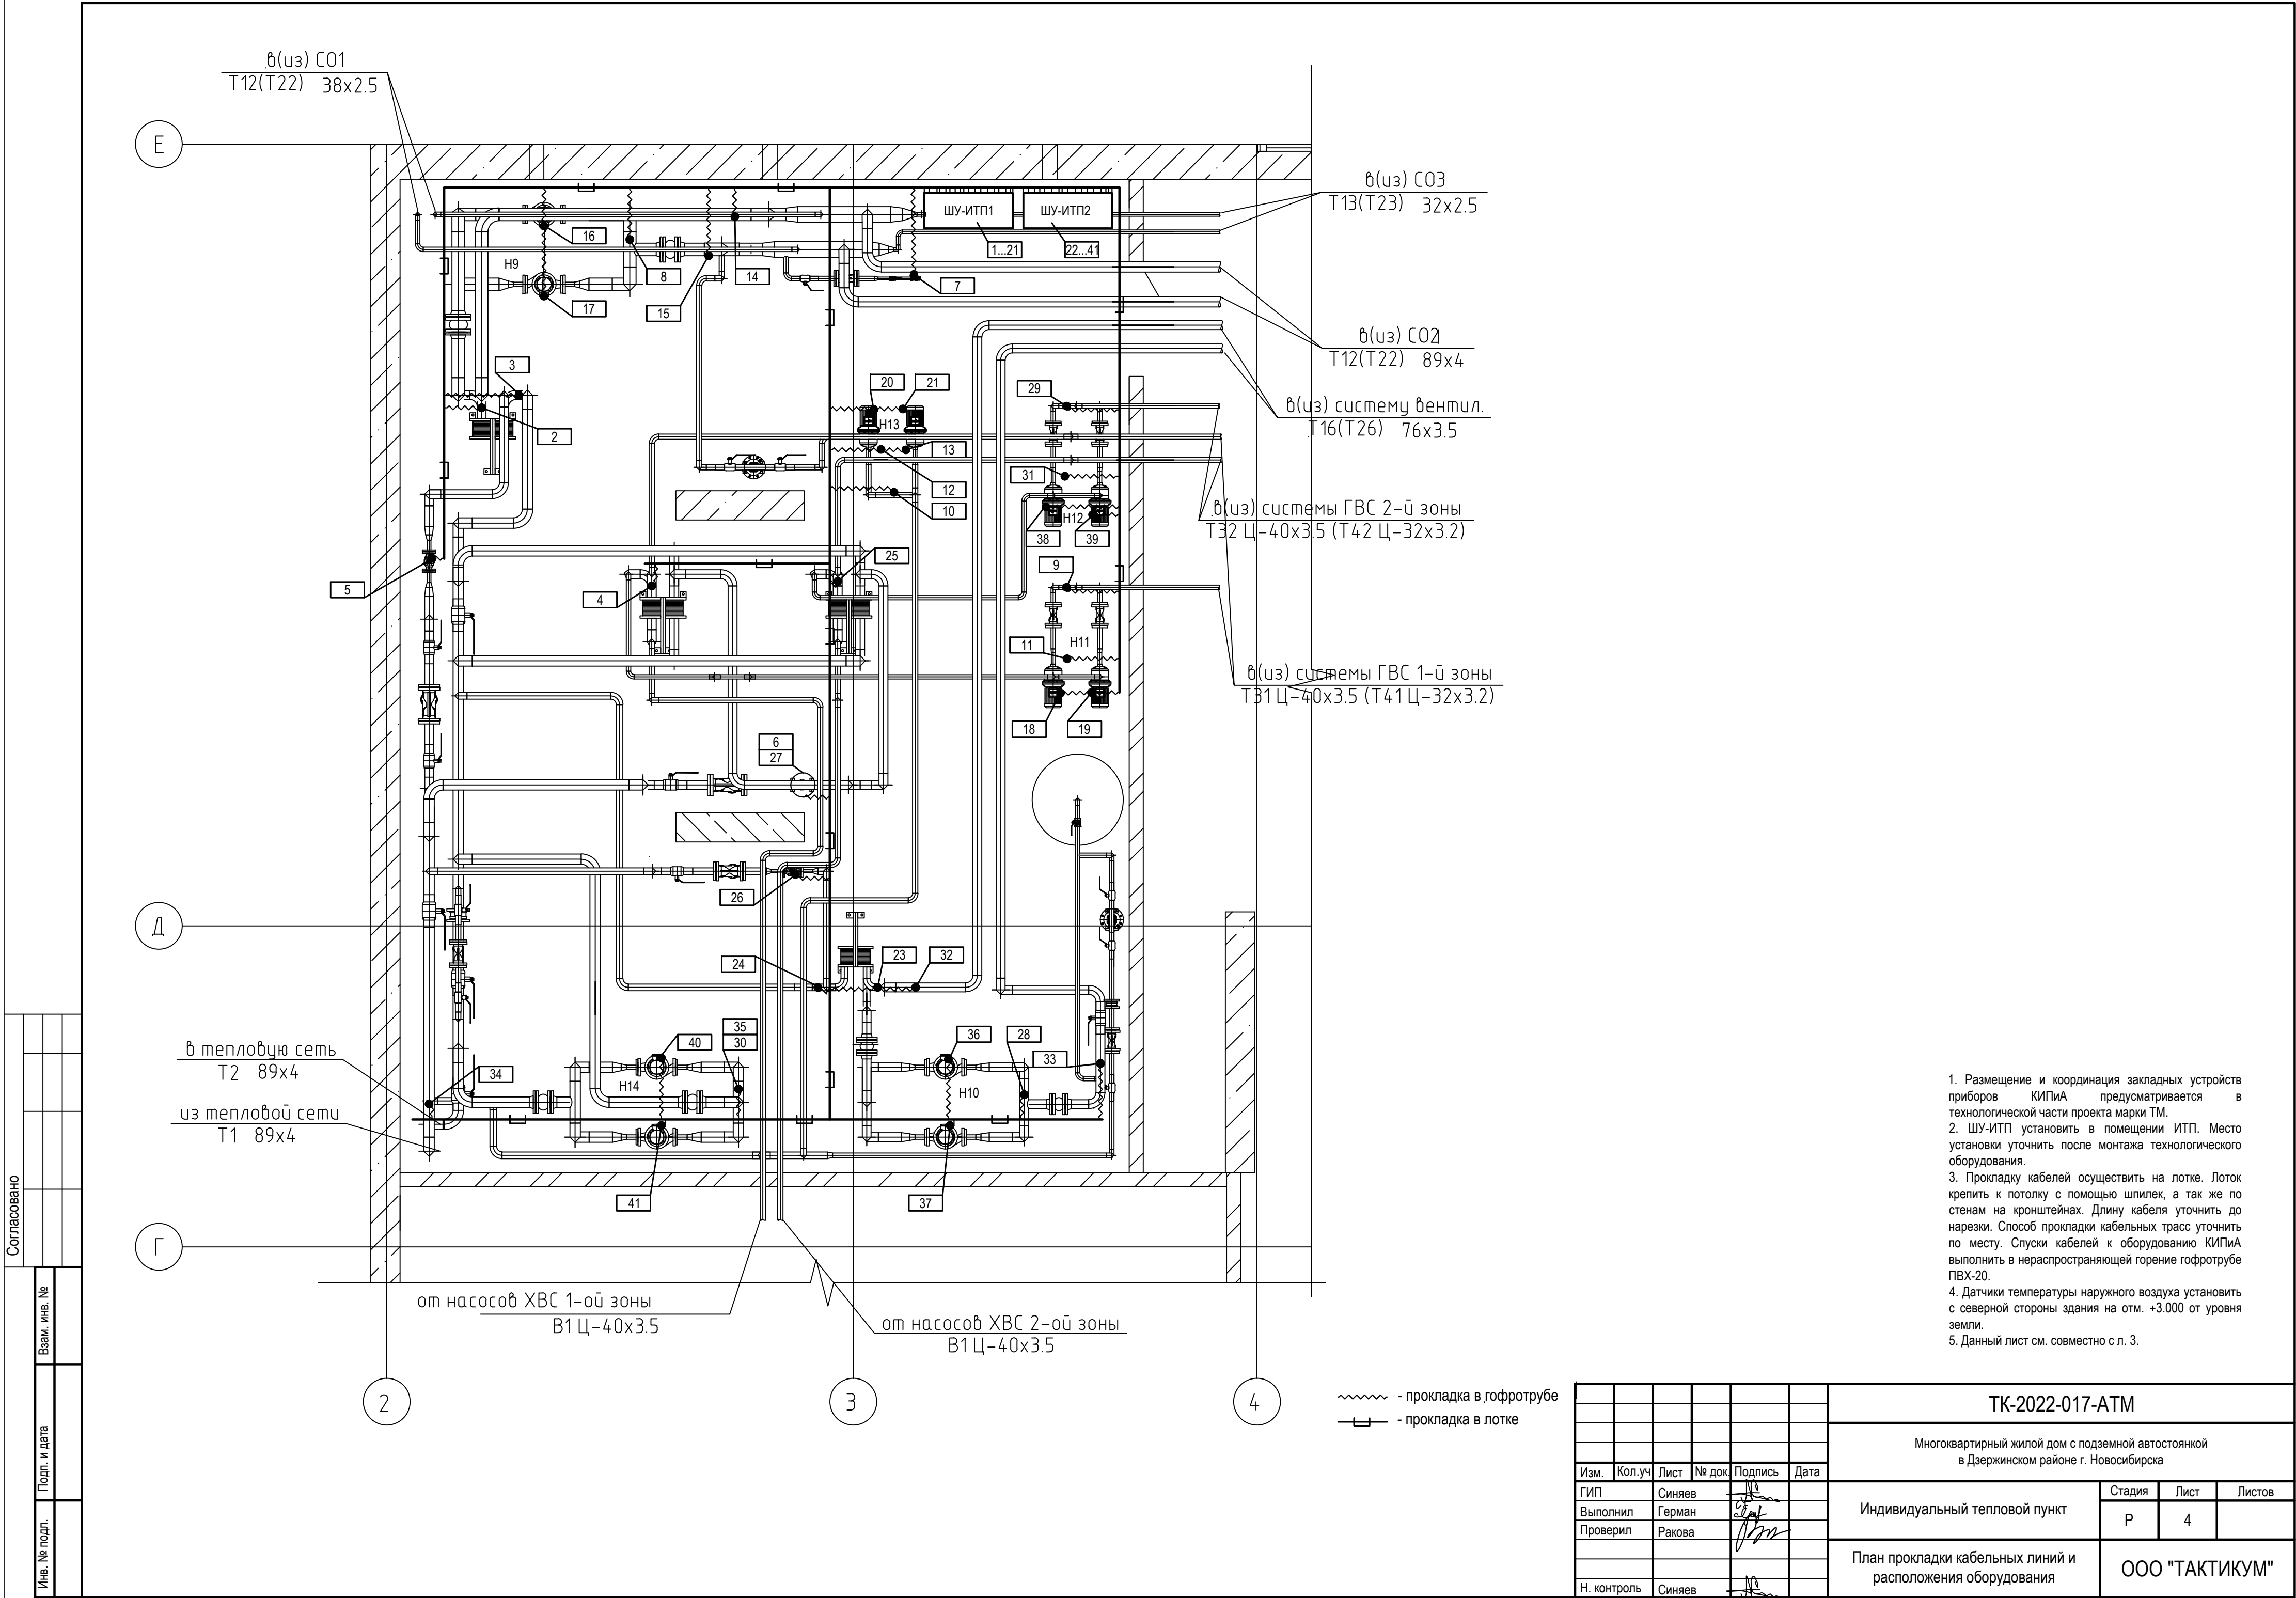 в(из) СО1
Т12(Т22) 38х2.5
Е
в(из) СО3
Т13(Т23) 32х2.5
ШУ-ИТП1
ШУ-ИТП2
1...21
22...41
16
Н9
8
14
7
17
15
в(из) СО2
Т12(Т22) 89х4
3
20
21
29
в(из) систему вентил.
Т16(Т26) 76х3.5
Н13
2
13
31
12
10
в(из) системы ГВС 2-й зоны
Т32 Ц-40х3.5 (Т42 Ц-32х3.2)
Н12
38
39
25
9
5
4
Н11
11
в(из) системы ГВС 1-й зоны
Т31 Ц-40х3.5 (Т41 Ц-32х3.2)
18
19
6
27
26
Д
24
23
32
в тепловую сеть
Т2 89х4
из тепловой сети
Т1 89х4
34
40
35
30
36
28
33
Н14
Н10
41
37
Г
от насосов ХВС 1-ой зоны
В1 Ц-40х3.5
от насосов ХВС 2-ой зоны
В1 Ц-40х3.5
2
3
4
- прокладка в гофротрубе
- прокладка в лотке
1. Размещение и координация закладных устройств
приборов КИПиА предусматривается в
технологической части проекта марки ТМ.
2. ШУ-ИТП установить в помещении ИТП. Место
установки уточнить после монтажа технологического
оборудования.
3. Прокладку кабелей осуществить на лотке. Лоток
крепить к потолку с помощью шпилек, а так же по
стенам на кронштейнах. Длину кабеля уточнить до
нарезки. Способ прокладки кабельных трасс уточнить
по месту. Спуски кабелей к оборудованию КИПиА
выполнить в нераспространяющей горение гофротрубе
ПВХ-20.
4. Датчики температуры наружного воздуха установить
с северной стороны здания на отм. +3.000 от уровня
земли.
5. Данный лист см. совместно с л. 3.
Согласовано
Взам. инв. №
Подп. и дата
Инв. № подл.
ТК-2022-017-АТМ
Многоквартирный жилой дом с подземной автостоянкой
в Дзержинском районе г. Новосибирска
Изм. Кол.уч Лист № док. Подпись Дата
ГИП Синяев
Выполнил Герман
Проверил Ракова
Н. контроль Синяев
Индивидуальный тепловой пункт
Стадия Лист Листов
Р 4
План прокладки кабельных линий и
расположения оборудования
ООО "ТАКТИКУМ"